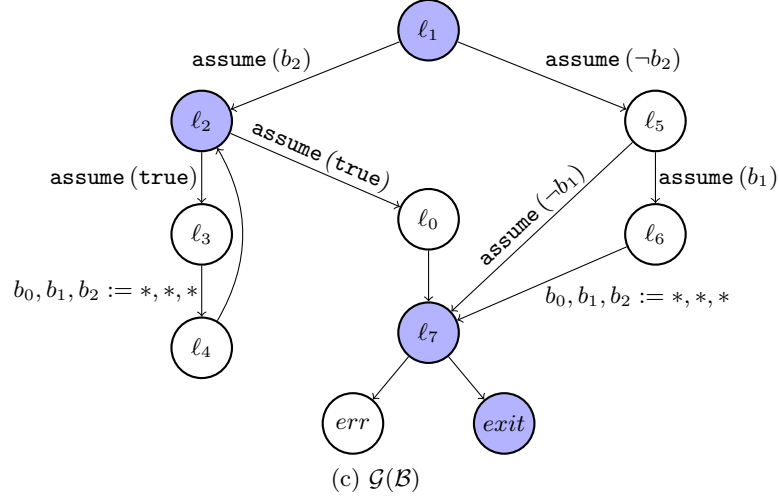 ℓ₁
assume (b₂)
assume (¬b₂)
ℓ₂
ℓ₅
assume (true)
assume (true)
assume (¬b₁)
assume (b₁)
ℓ₃
ℓ₀
ℓ₆
b₀, b₁, b₂ := *, *, *
b₀, b₁, b₂ := *, *, *
ℓ₄
ℓ₇
err
exit
(c) 𝒢(ℬ)